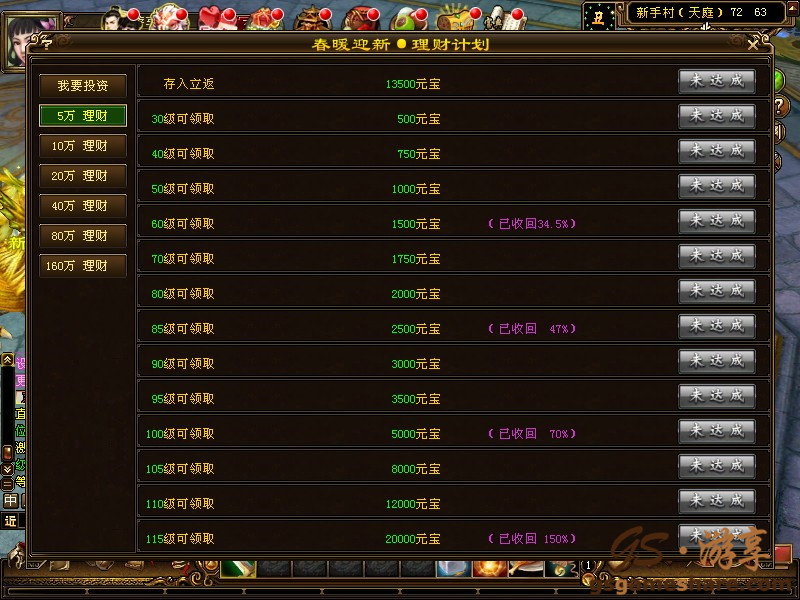 新手村(天庭) 72 63
丑
春暖迎新●理财计划
我要投资
5万 理财
10万 理财
20万 理财
40万 理财
80万 理财
160万 理财
存入立返 13500元宝 未达成
30级可领取 500元宝 未达成
40级可领取 750元宝 未达成
50级可领取 1000元宝 未达成
60级可领取 1500元宝 (已收回34.5%) 未达成
70级可领取 1750元宝 未达成
80级可领取 2000元宝 未达成
85级可领取 2500元宝 (已收回 47%) 未达成
90级可领取 3000元宝 未达成
95级可领取 3500元宝 未达成
100级可领取 5000元宝 (已收回 70%) 未达成
105级可领取 8000元宝 未达成
110级可领取 12000元宝 未达成
115级可领取 20000元宝 (已收回 150%)
新
设
更
直
位
激
级
等
申
近
1
GS·游享
gsgameshare.com